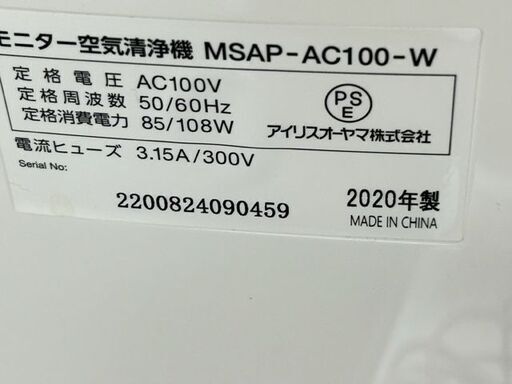 モニター空気清浄機 MSAP-AC100-W
定格電圧 AC100V
定格周波数 50/60Hz
定格消費電力 85/108W
電流ヒューズ 3.15A/300V
Serial No:
2200824090459
PS
E
アイリスオーヤマ株式会社
2020年製
MADE IN CHINA